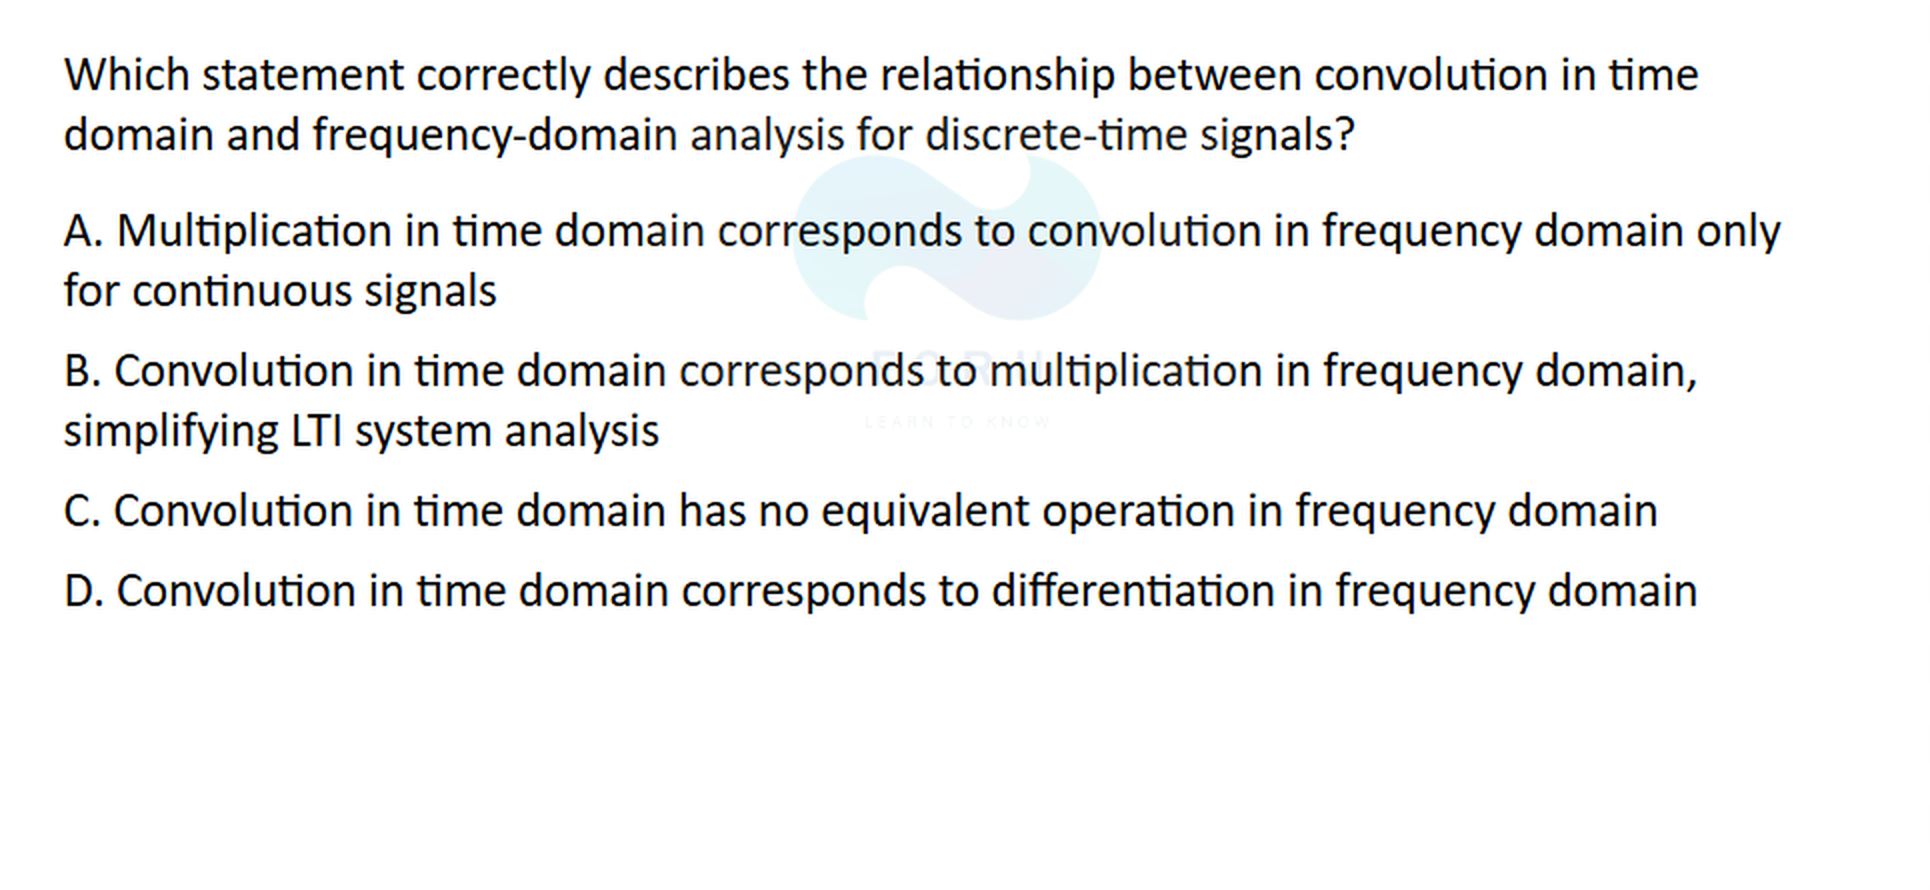 Which statement correctly describes the relationship between convolution in time
domain and frequency-domain analysis for discrete-time signals?
A. Multiplication in time domain corresponds to convolution in frequency domain only
for continuous signals
B. Convolution in time domain corresponds to multiplication in frequency domain,
simplifying LTI system analysis
LEARN TO KNOW
C. Convolution in time domain has no equivalent operation in frequency domain
D. Convolution in time domain corresponds to differentiation in frequency domain